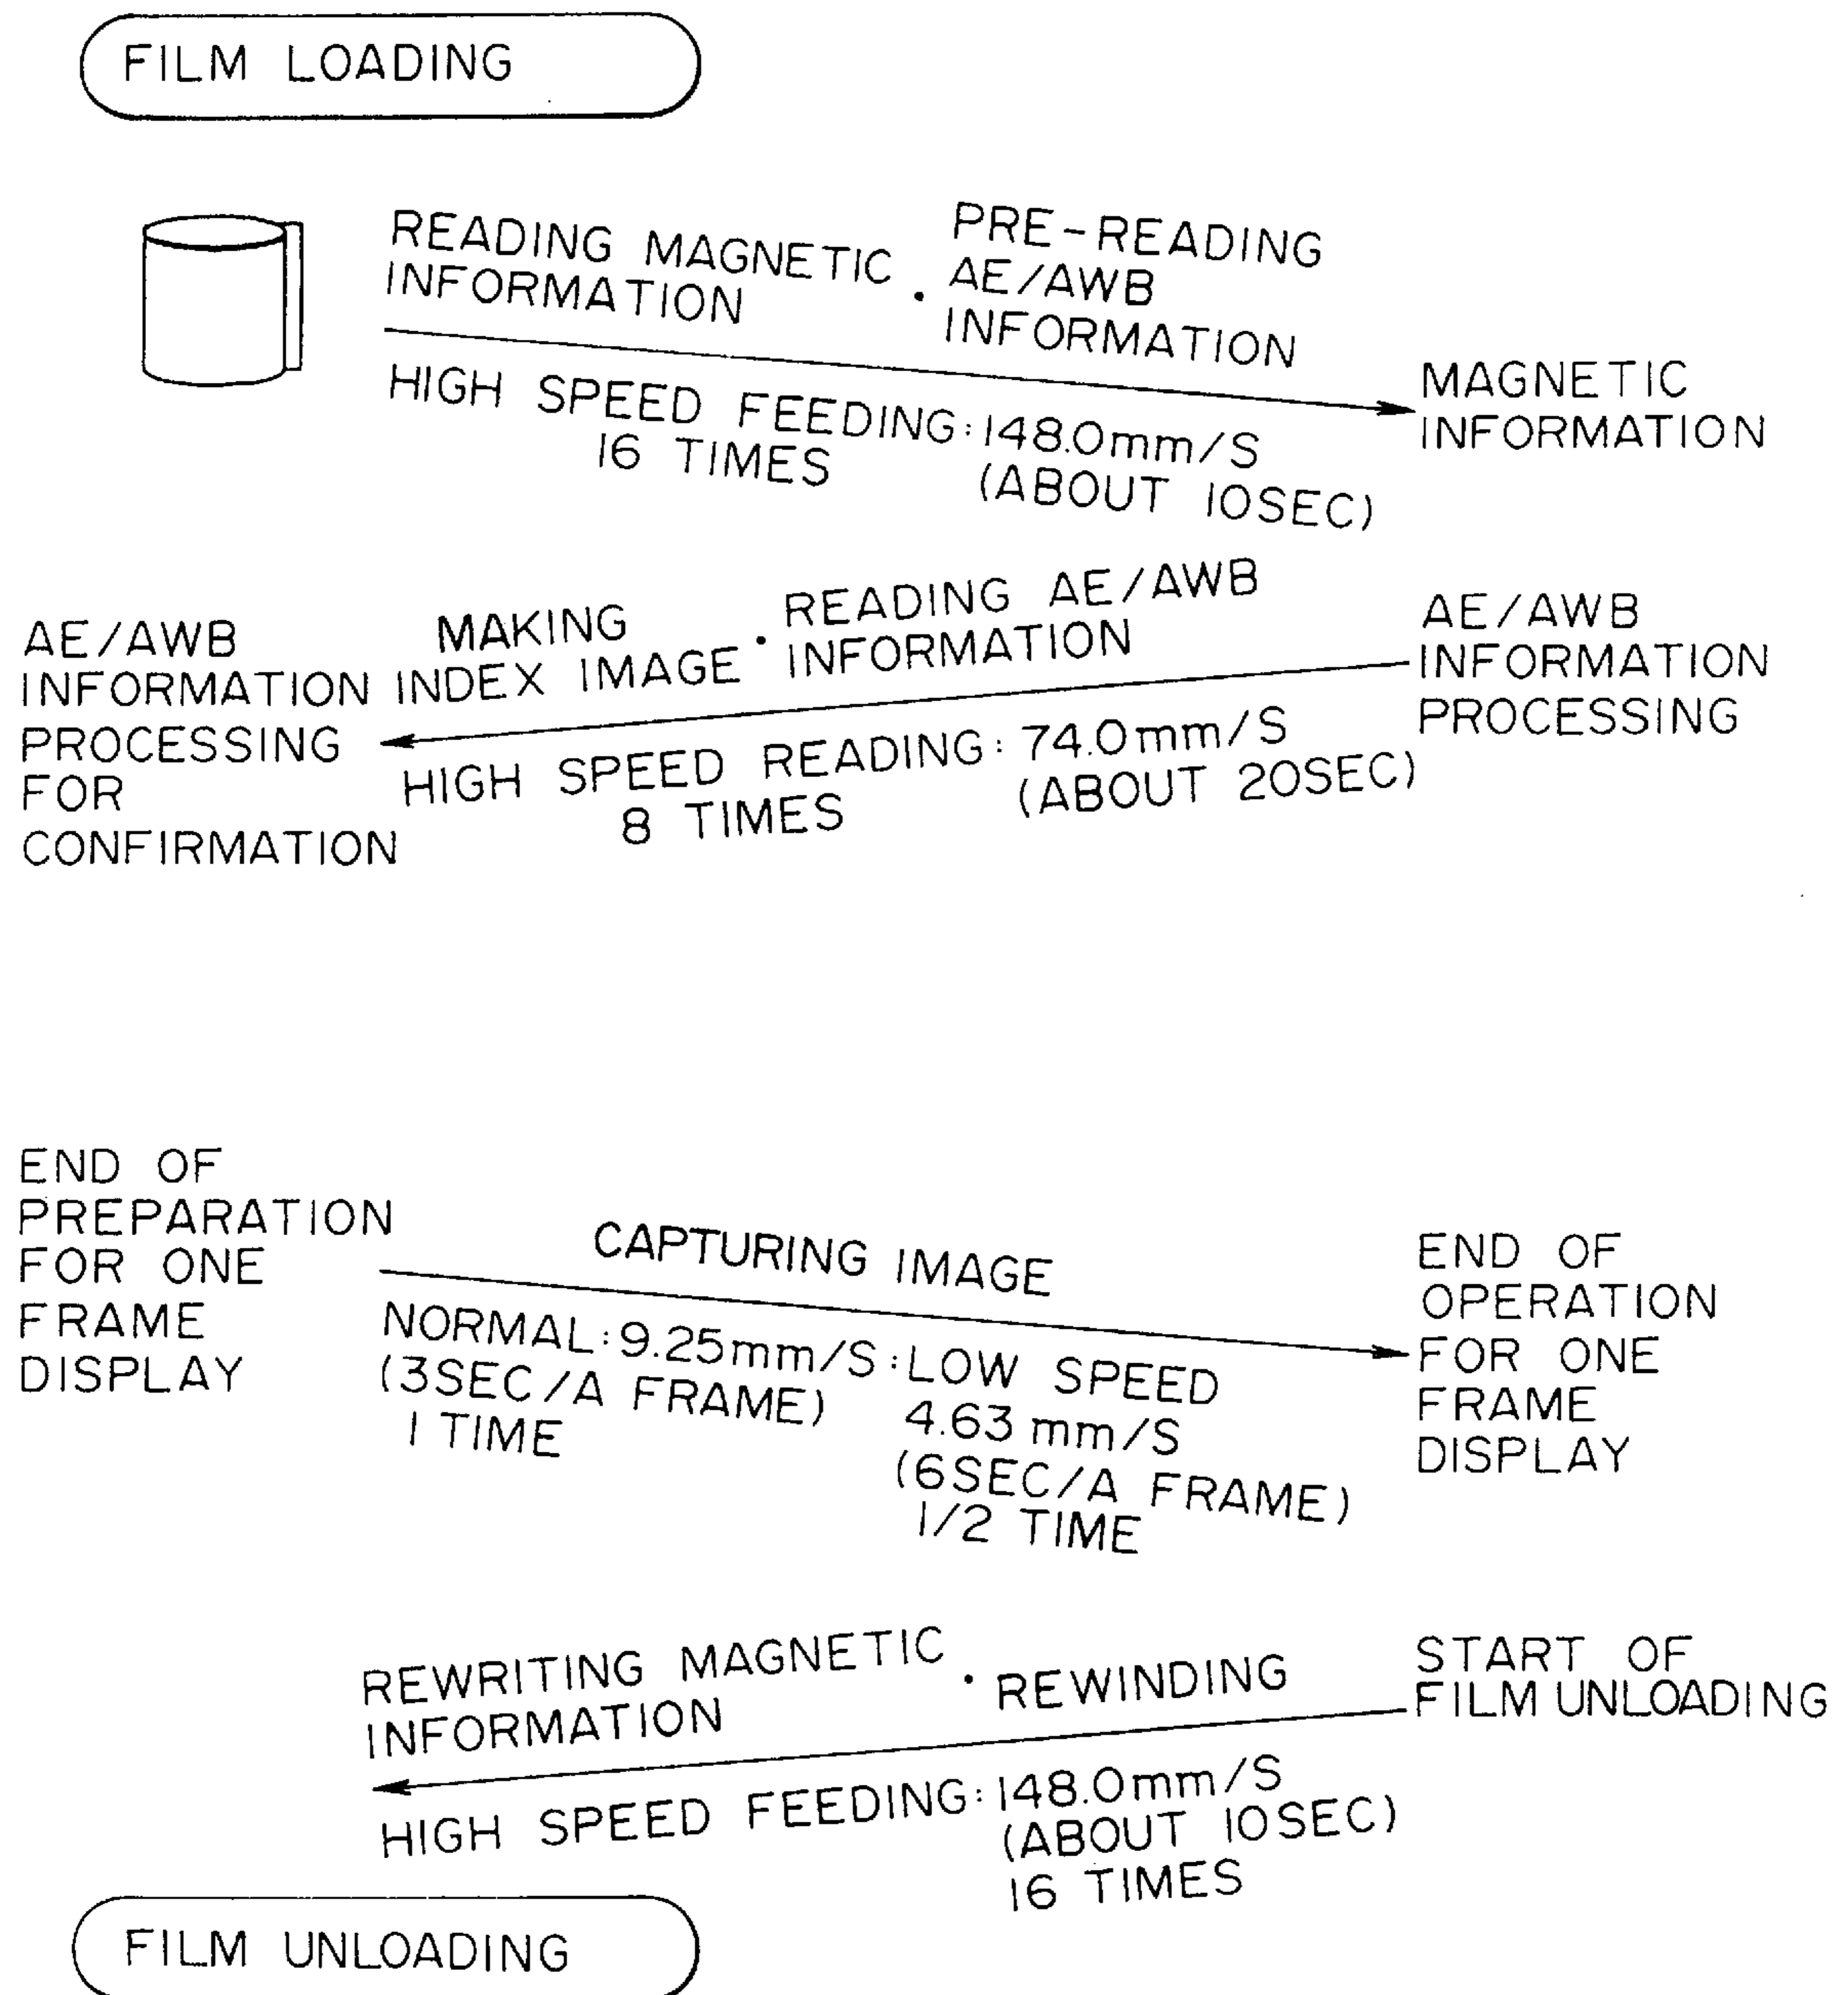 FILM LOADING
READING MAGNETIC
INFORMATION
·
PRE-READING
AE/AWB
INFORMATION
HIGH SPEED FEEDING:148.0mm/S
16 TIMES
(ABOUT 10SEC)
MAGNETIC
INFORMATION
AE/AWB
INFORMATION
PROCESSING
FOR
CONFIRMATION
MAKING
INDEX IMAGE
·
READING AE/AWB
INFORMATION
HIGH SPEED READING: 74.0mm/S
8 TIMES
(ABOUT 20SEC)
AE/AWB
INFORMATION
PROCESSING
END OF
PREPARATION
FOR ONE
FRAME
DISPLAY
CAPTURING IMAGE
NORMAL:9.25mm/S:LOW SPEED
(3SEC/A FRAME)
1 TIME
4.63mm/S
(6SEC/A FRAME)
1/2 TIME
END OF
OPERATION
FOR ONE
FRAME
DISPLAY
REWRITING MAGNETIC
INFORMATION
· REWINDING
START OF
FILM UNLOADING
HIGH SPEED FEEDING:148.0mm/S
(ABOUT 10SEC)
16 TIMES
FILM UNLOADING